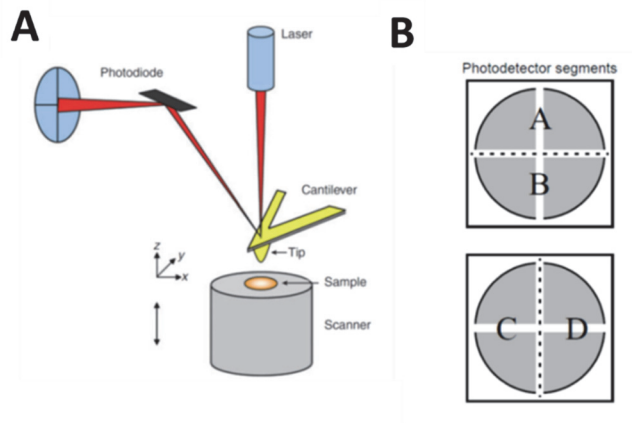 A
Laser
Photodiode
Cantilever
Tip
z
y
x
Sample
Scanner
B
Photodetector segments
A
B
C D